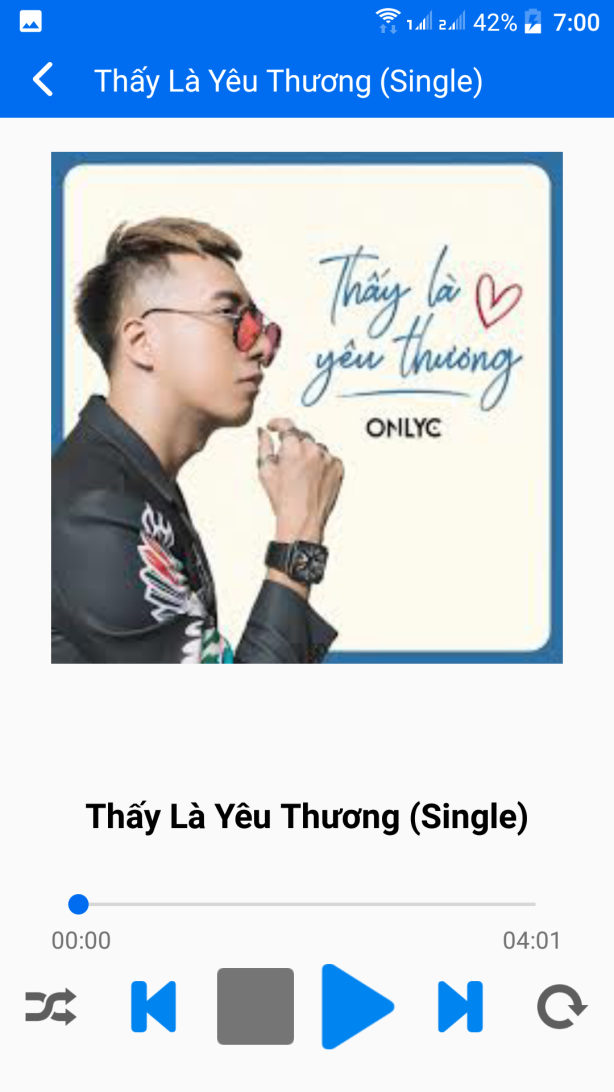 42% 7:00
Thấy Là Yêu Thương (Single)
Thấy là
yêu thương
ONLYC
Thấy Là Yêu Thương (Single)
00:00 04:01